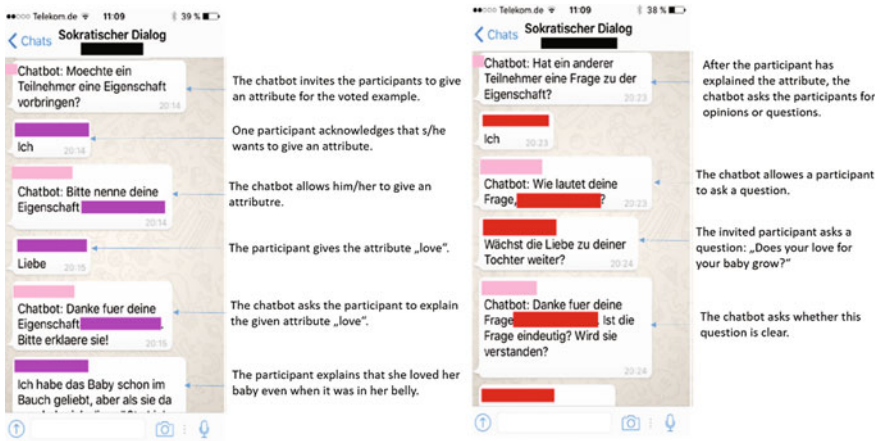 ●●○○○ Telekom.de 11:09 39 %
Chats Sokratischer Dialog
Chatbot: Moechte ein
Teilnehmer eine Eigenschaft
vorbringen?
20:14
Ich
20:14
Chatbot: Bitte nenne deine
Eigenschaft
20:14
Liebe
20:15
Chatbot: Danke fuer deine
Eigenschaft .
Bitte erklaere sie!
20:15
Ich habe das Baby schon im
Bauch geliebt, aber als sie da
The chatbot invites the participants to give
an attribute for the voted example.
One participant acknowledges that s/he
wants to give an attribute.
The chatbot allows him/her to give an
attributre.
The participant gives the attribute „love“.
The chatbot asks the participant to explain
the given attribute „love“.
The participant explains that she loved her
baby even when it was in her belly.
●●○○○ Telekom.de 11:09 38 %
Chats Sokratischer Dialog
Chatbot: Hat ein anderer
Teilnehmer eine Frage zu der
Eigenschaft?
20:23
Ich
20:23
Chatbot: Wie lautet deine
Frage, ?
20:23
Wächst die Liebe zu deiner
Tochter weiter?
20:24
Chatbot: Danke fuer deine
Frage . Ist die
Frage eindeutig? Wird sie
verstanden?
20:24
After the participant has
explained the attribute, the
chatbot asks the participants for
opinions or questions.
The chatbot allowes a participant
to ask a question.
The invited participant asks a
question: „Does your love for
your baby grow?“
The chatbot asks whether this
question is clear.